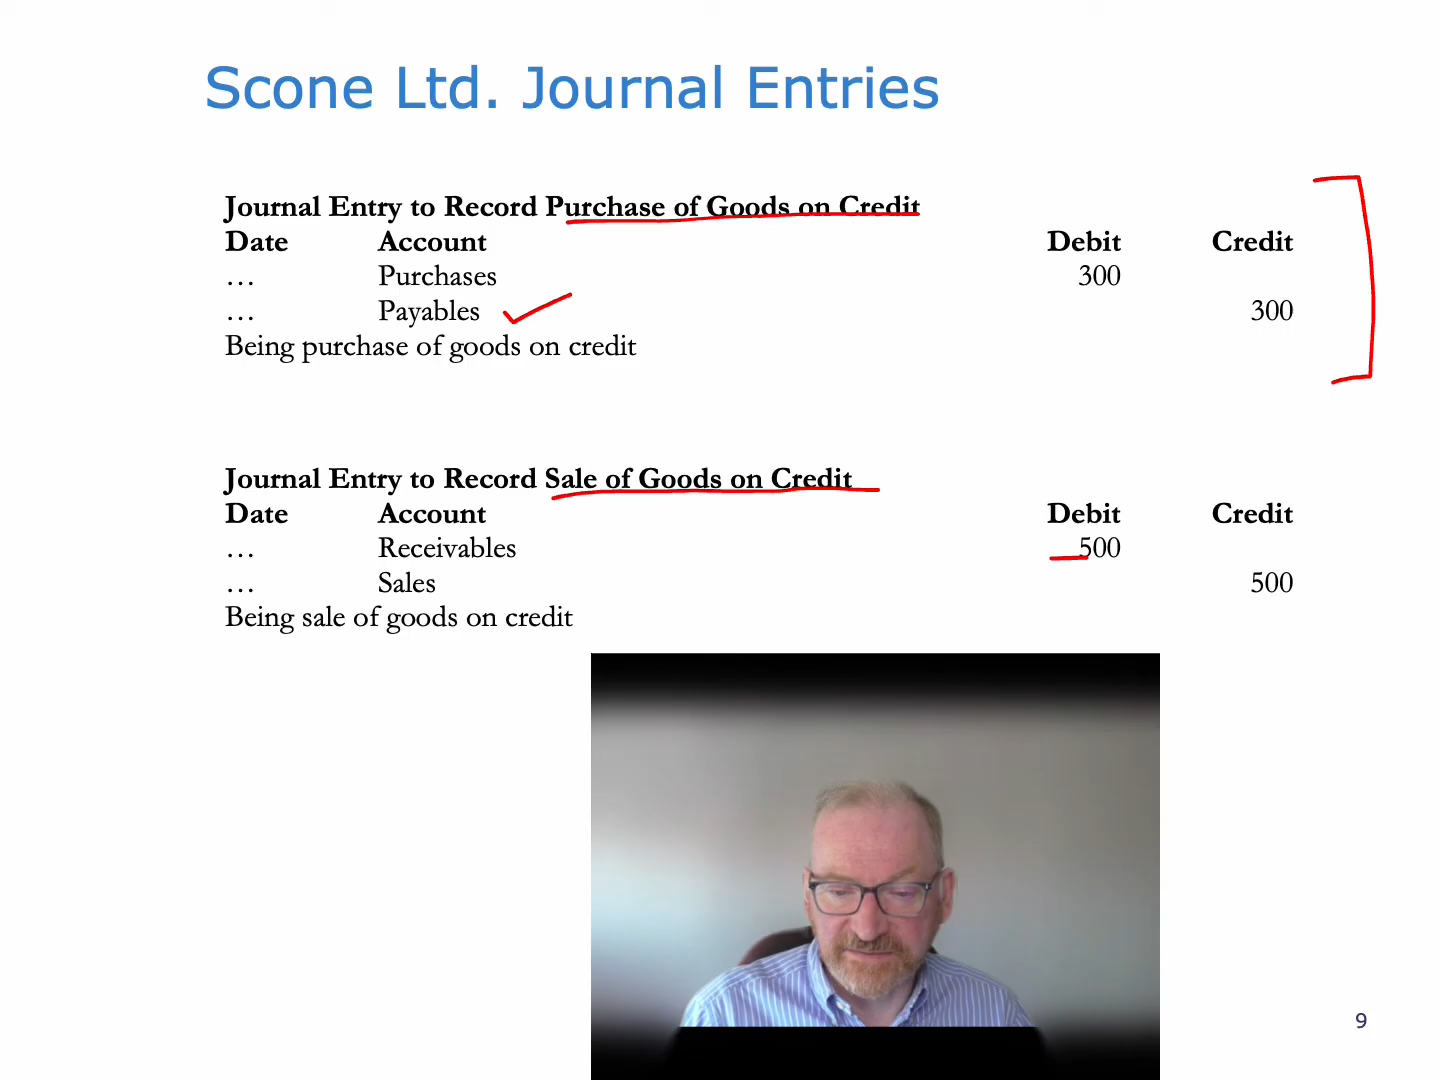 Scone Ltd. Journal Entries
Journal Entry to Record Purchase of Goods on Credit
Date Account Debit Credit
… Purchases 300
… Payables 300
Being purchase of goods on credit
Journal Entry to Record Sale of Goods on Credit
Date Account Debit Credit
… Receivables 500
… Sales 500
Being sale of goods on credit
9